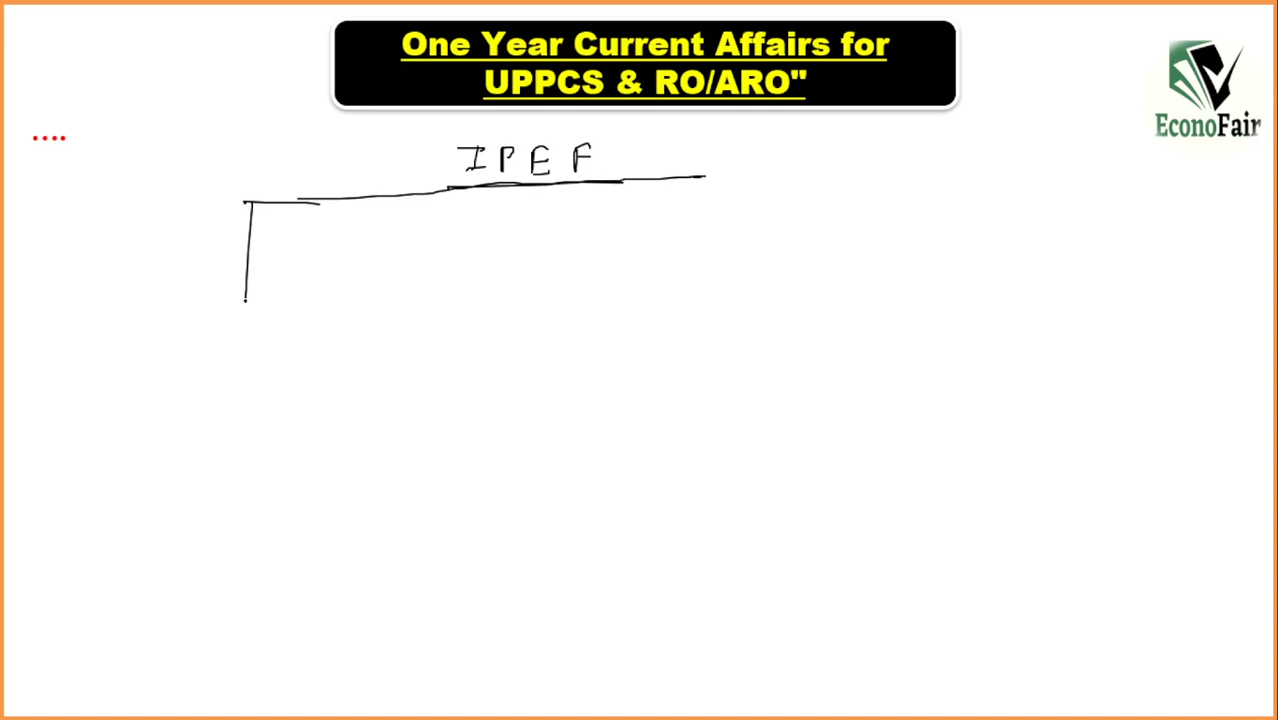 One Year Current Affairs for
UPPCS & RO/ARO"
EconoFair
....
IPEF